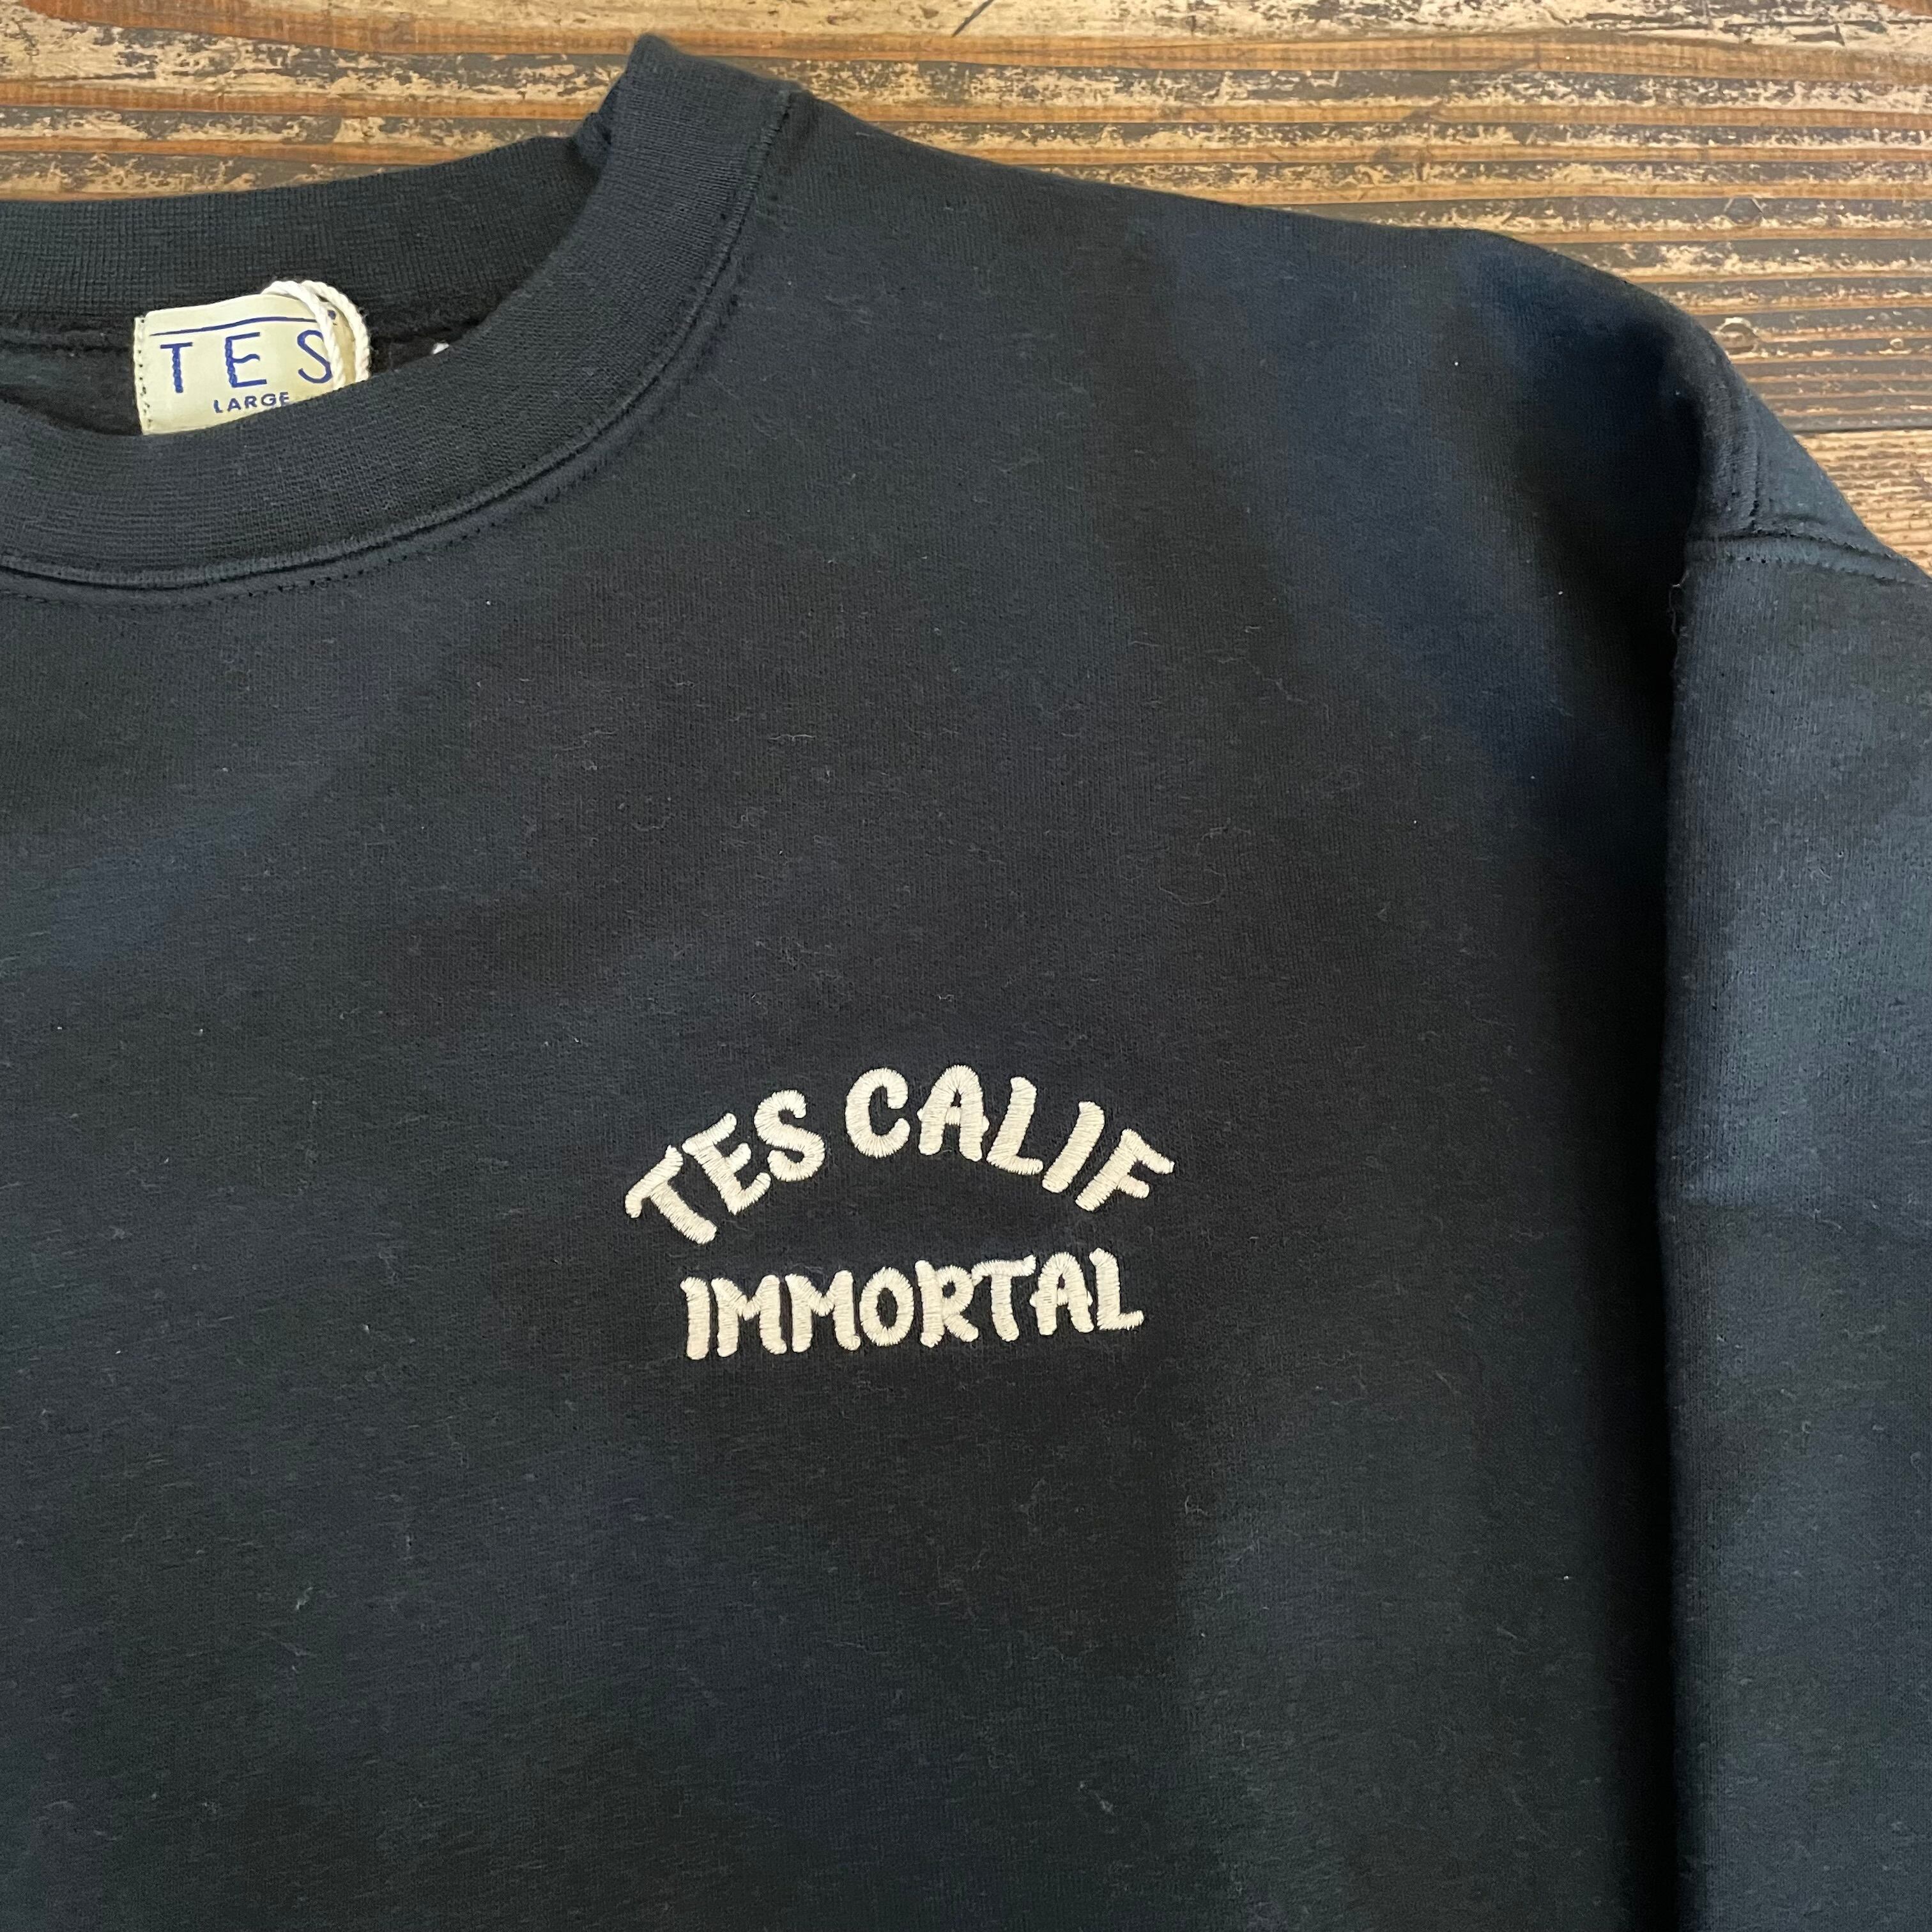 TES
LARGE
TES CALIF
IMMORTAL